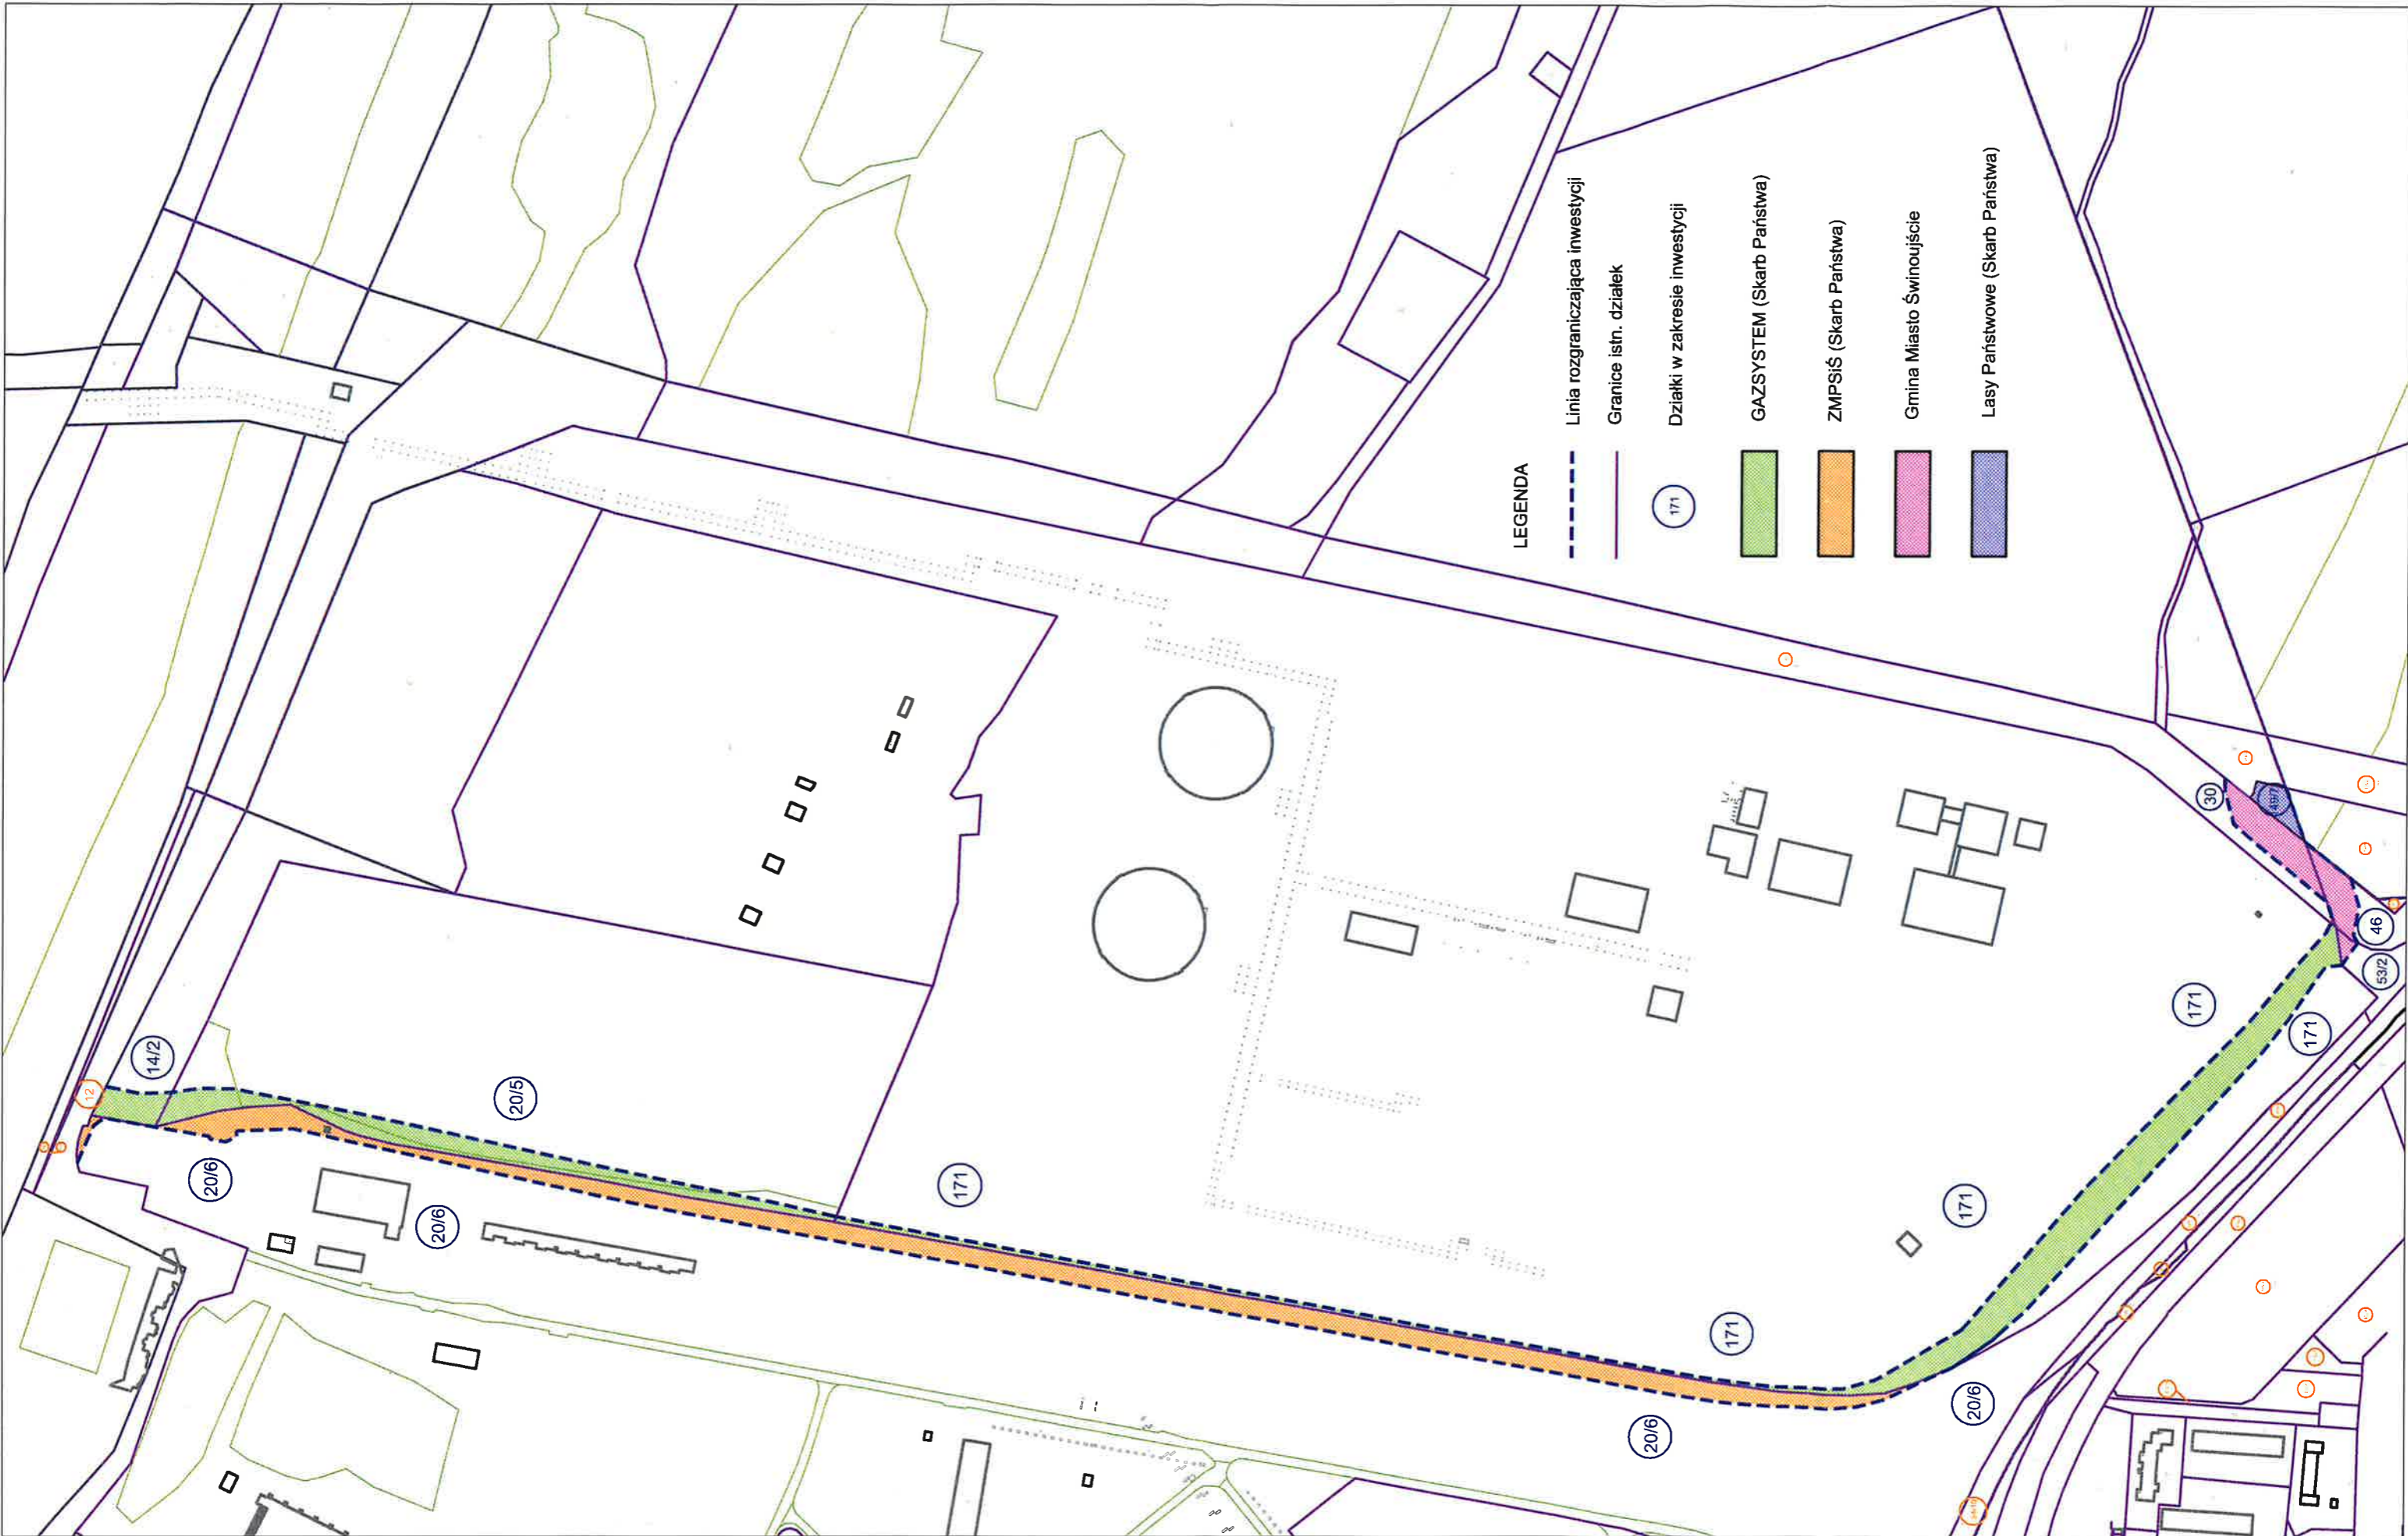 LEGENDA
Linia rozgraniczająca inwestycji
Granice istn. działek
171
Działki w zakresie inwestycji
GAZSYSTEM (Skarb Państwa)
ZMPSiŚ (Skarb Państwa)
Gmina Miasto Świnoujście
Lasy Państwowe (Skarb Państwa)
12
14/2
20/6
20/5
20/6
171
171
20/6
171
20/6
171
171
30
46
53/2